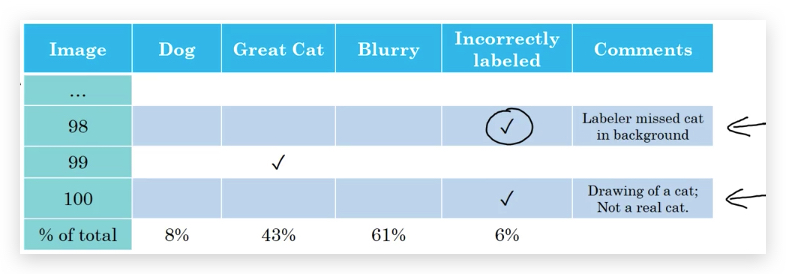 Image Dog Great Cat Blurry Incorrectly labeled Comments
...
98 ✓ Labeler missed cat in background
99 ✓
100 ✓ Drawing of a cat; Not a real cat.
% of total 8% 43% 61% 6%